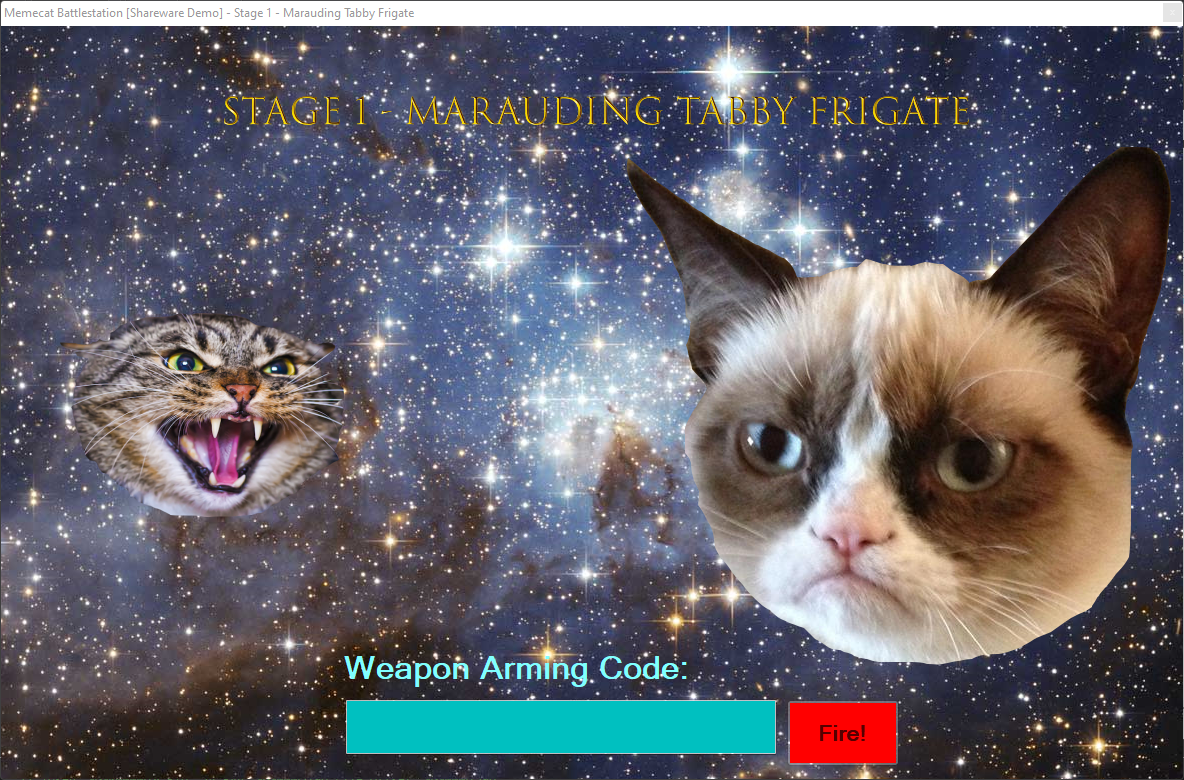 Memecat Battlestation [Shareware Demo] - Stage 1 - Marauding Tabby Frigate
STAGE 1 - MARAUDING TABBY FRIGATE
Weapon Arming Code:
Fire!